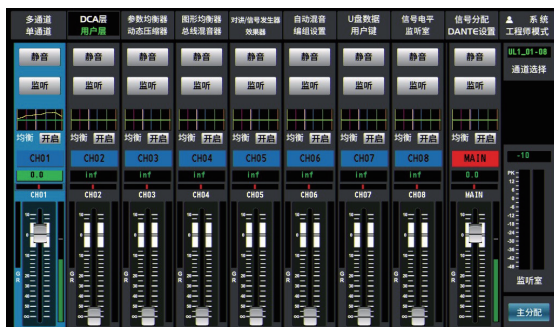 多通道 DCA层 参数均衡器 图形均衡器 对讲/信号发生器 自动混音 U盘数据 信号电平 信号分配 系统
单通道 用户层 动态压缩器 总线混音器 效果器 编组设置 用户键 监听室 DANTE设置 工程师模式
静音 静音 静音 静音 静音 静音 静音 静音 静音 UL1_01-08
通道选择
监听 监听 监听 监听 监听 监听 监听 监听 监听
均衡 开启 均衡 开启 均衡 开启 均衡 开启 均衡 开启 均衡 开启 均衡 开启 均衡 开启 均衡 开启
CH01 CH02 CH03 CH04 CH05 CH06 CH07 CH08 MAIN -10
0.0 inf inf inf inf inf inf inf 0.0
CH01 CH02 CH03 CH04 CH05 CH06 CH07 CH08 MAIN
监听室
主分配